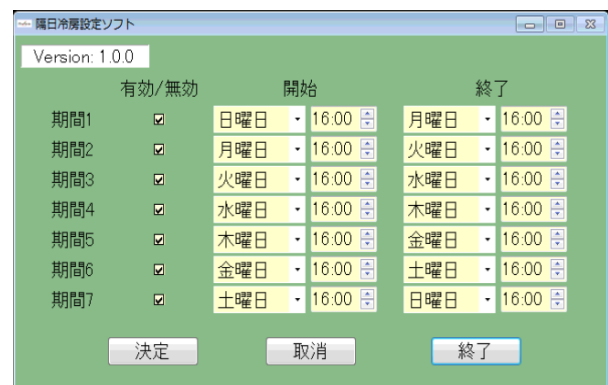 隔日冷房設定ソフト
Version: 1.0.0
有効/無効 開始 終了
期間1 日曜日 16:00 月曜日 16:00
期間2 月曜日 16:00 火曜日 16:00
期間3 火曜日 16:00 水曜日 16:00
期間4 水曜日 16:00 木曜日 16:00
期間5 木曜日 16:00 金曜日 16:00
期間6 金曜日 16:00 土曜日 16:00
期間7 土曜日 16:00 日曜日 16:00
決定 取消 終了